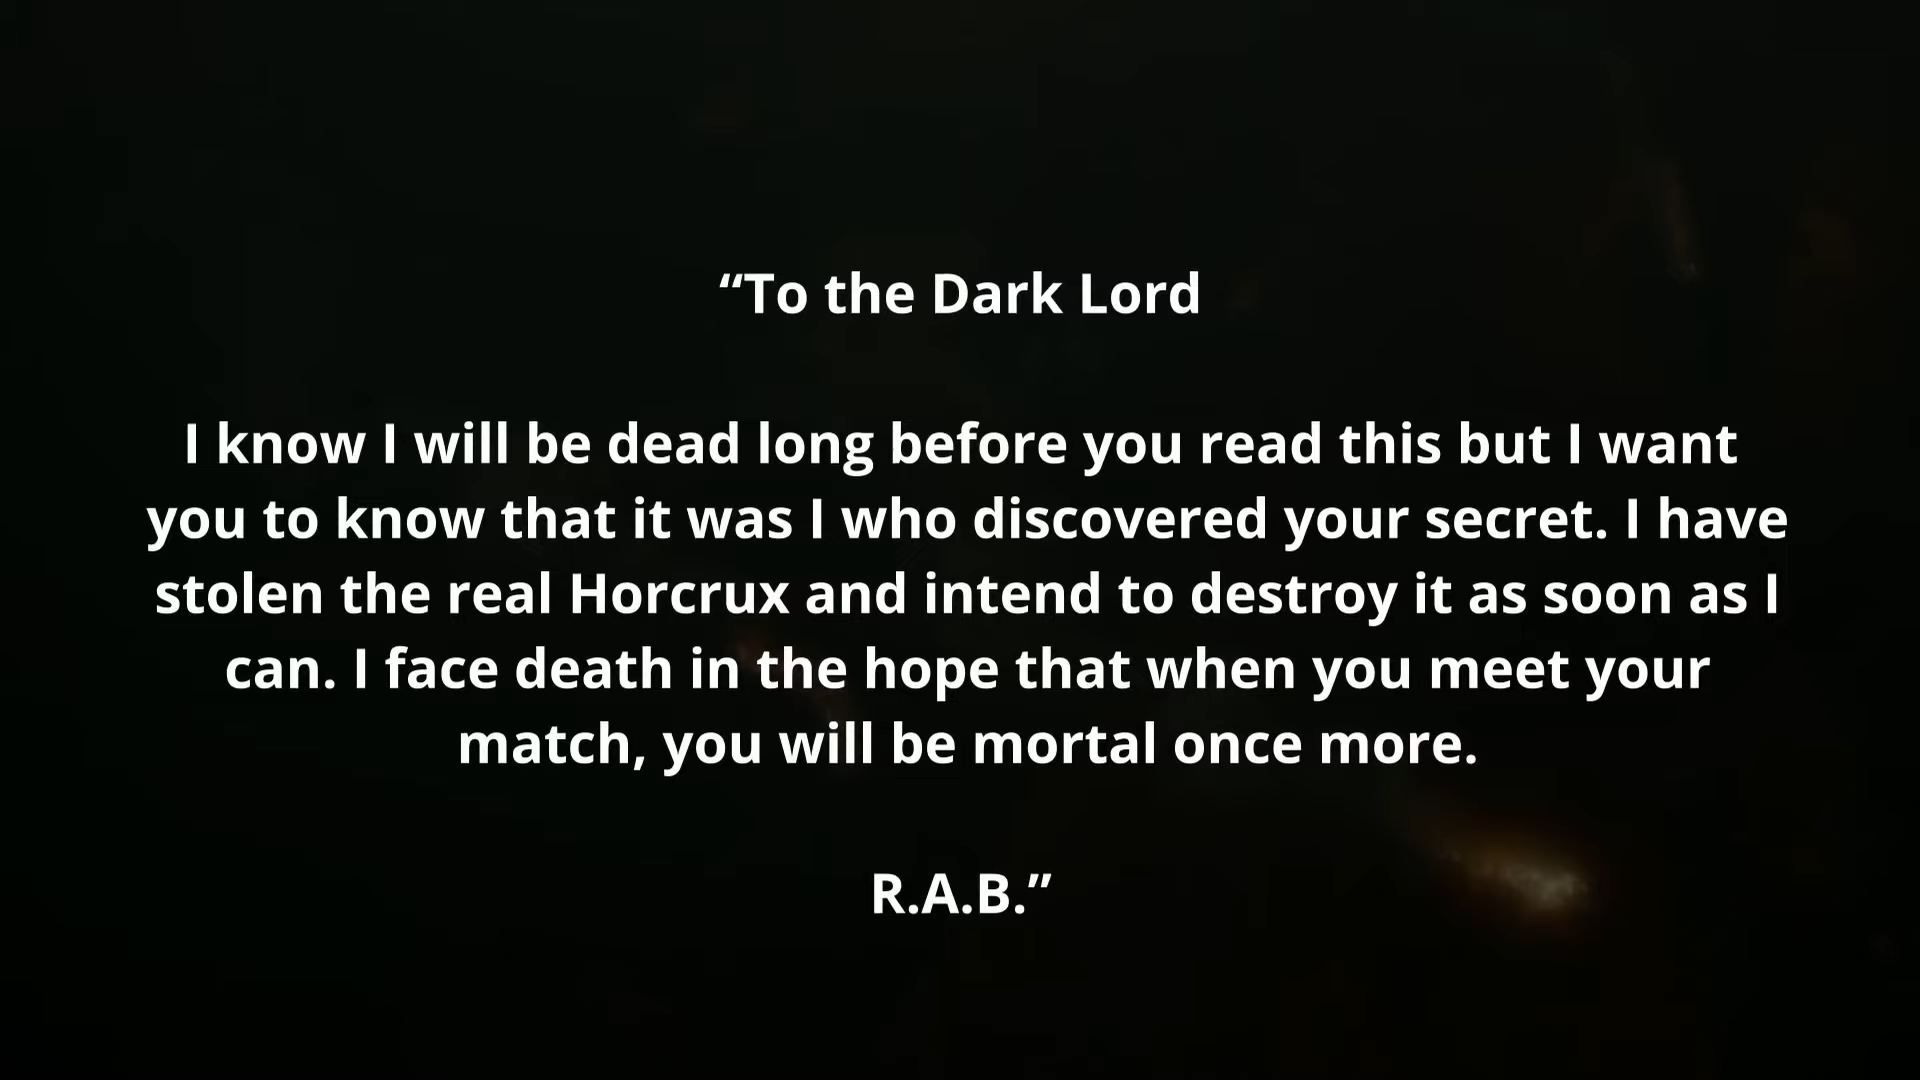 “To the Dark Lord
I know I will be dead long before you read this but I want
you to know that it was I who discovered your secret. I have
stolen the real Horcrux and intend to destroy it as soon as I
can. I face death in the hope that when you meet your
match, you will be mortal once more.
R.A.B.”